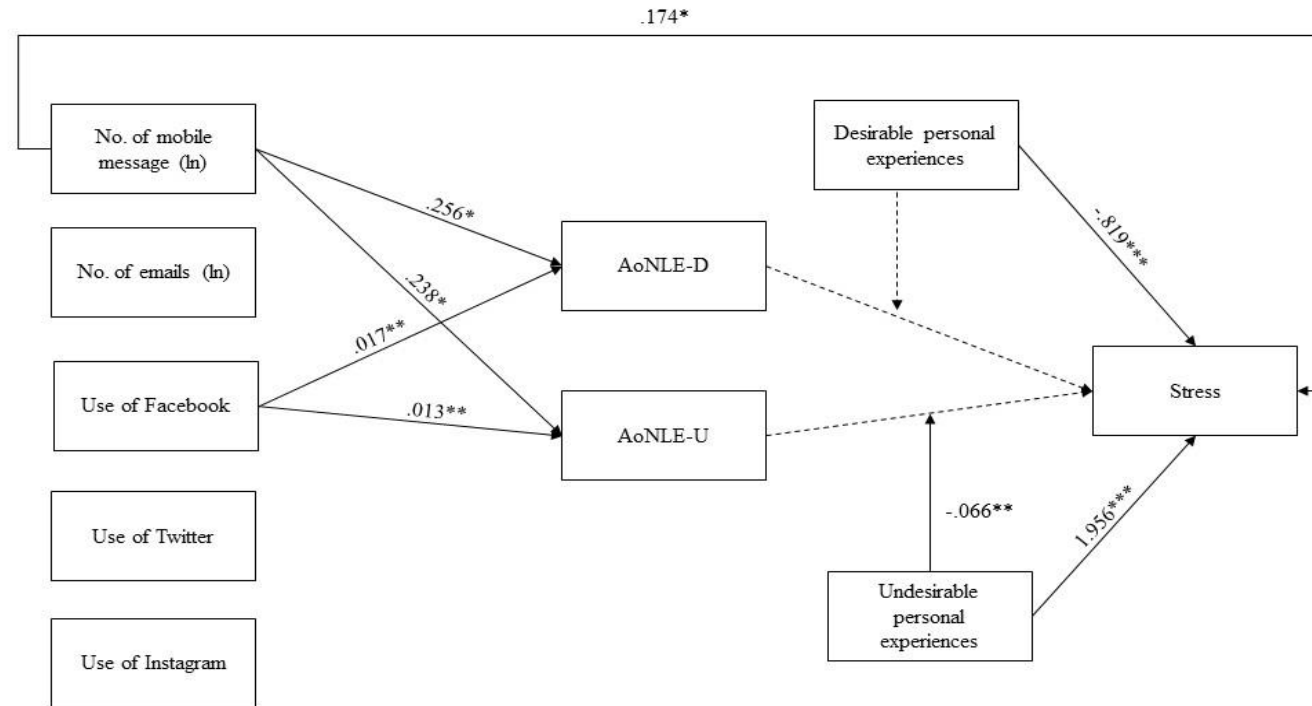 .174*
No. of mobile
message (ln)
Desirable personal
experiences
.256*
-.819***
No. of emails (ln)
AoNLE-D
.238*
.017**
Use of Facebook
.013**
AoNLE-U
Stress
-.066**
1.956***
Use of Twitter
Undesirable
personal
experiences
Use of Instagram